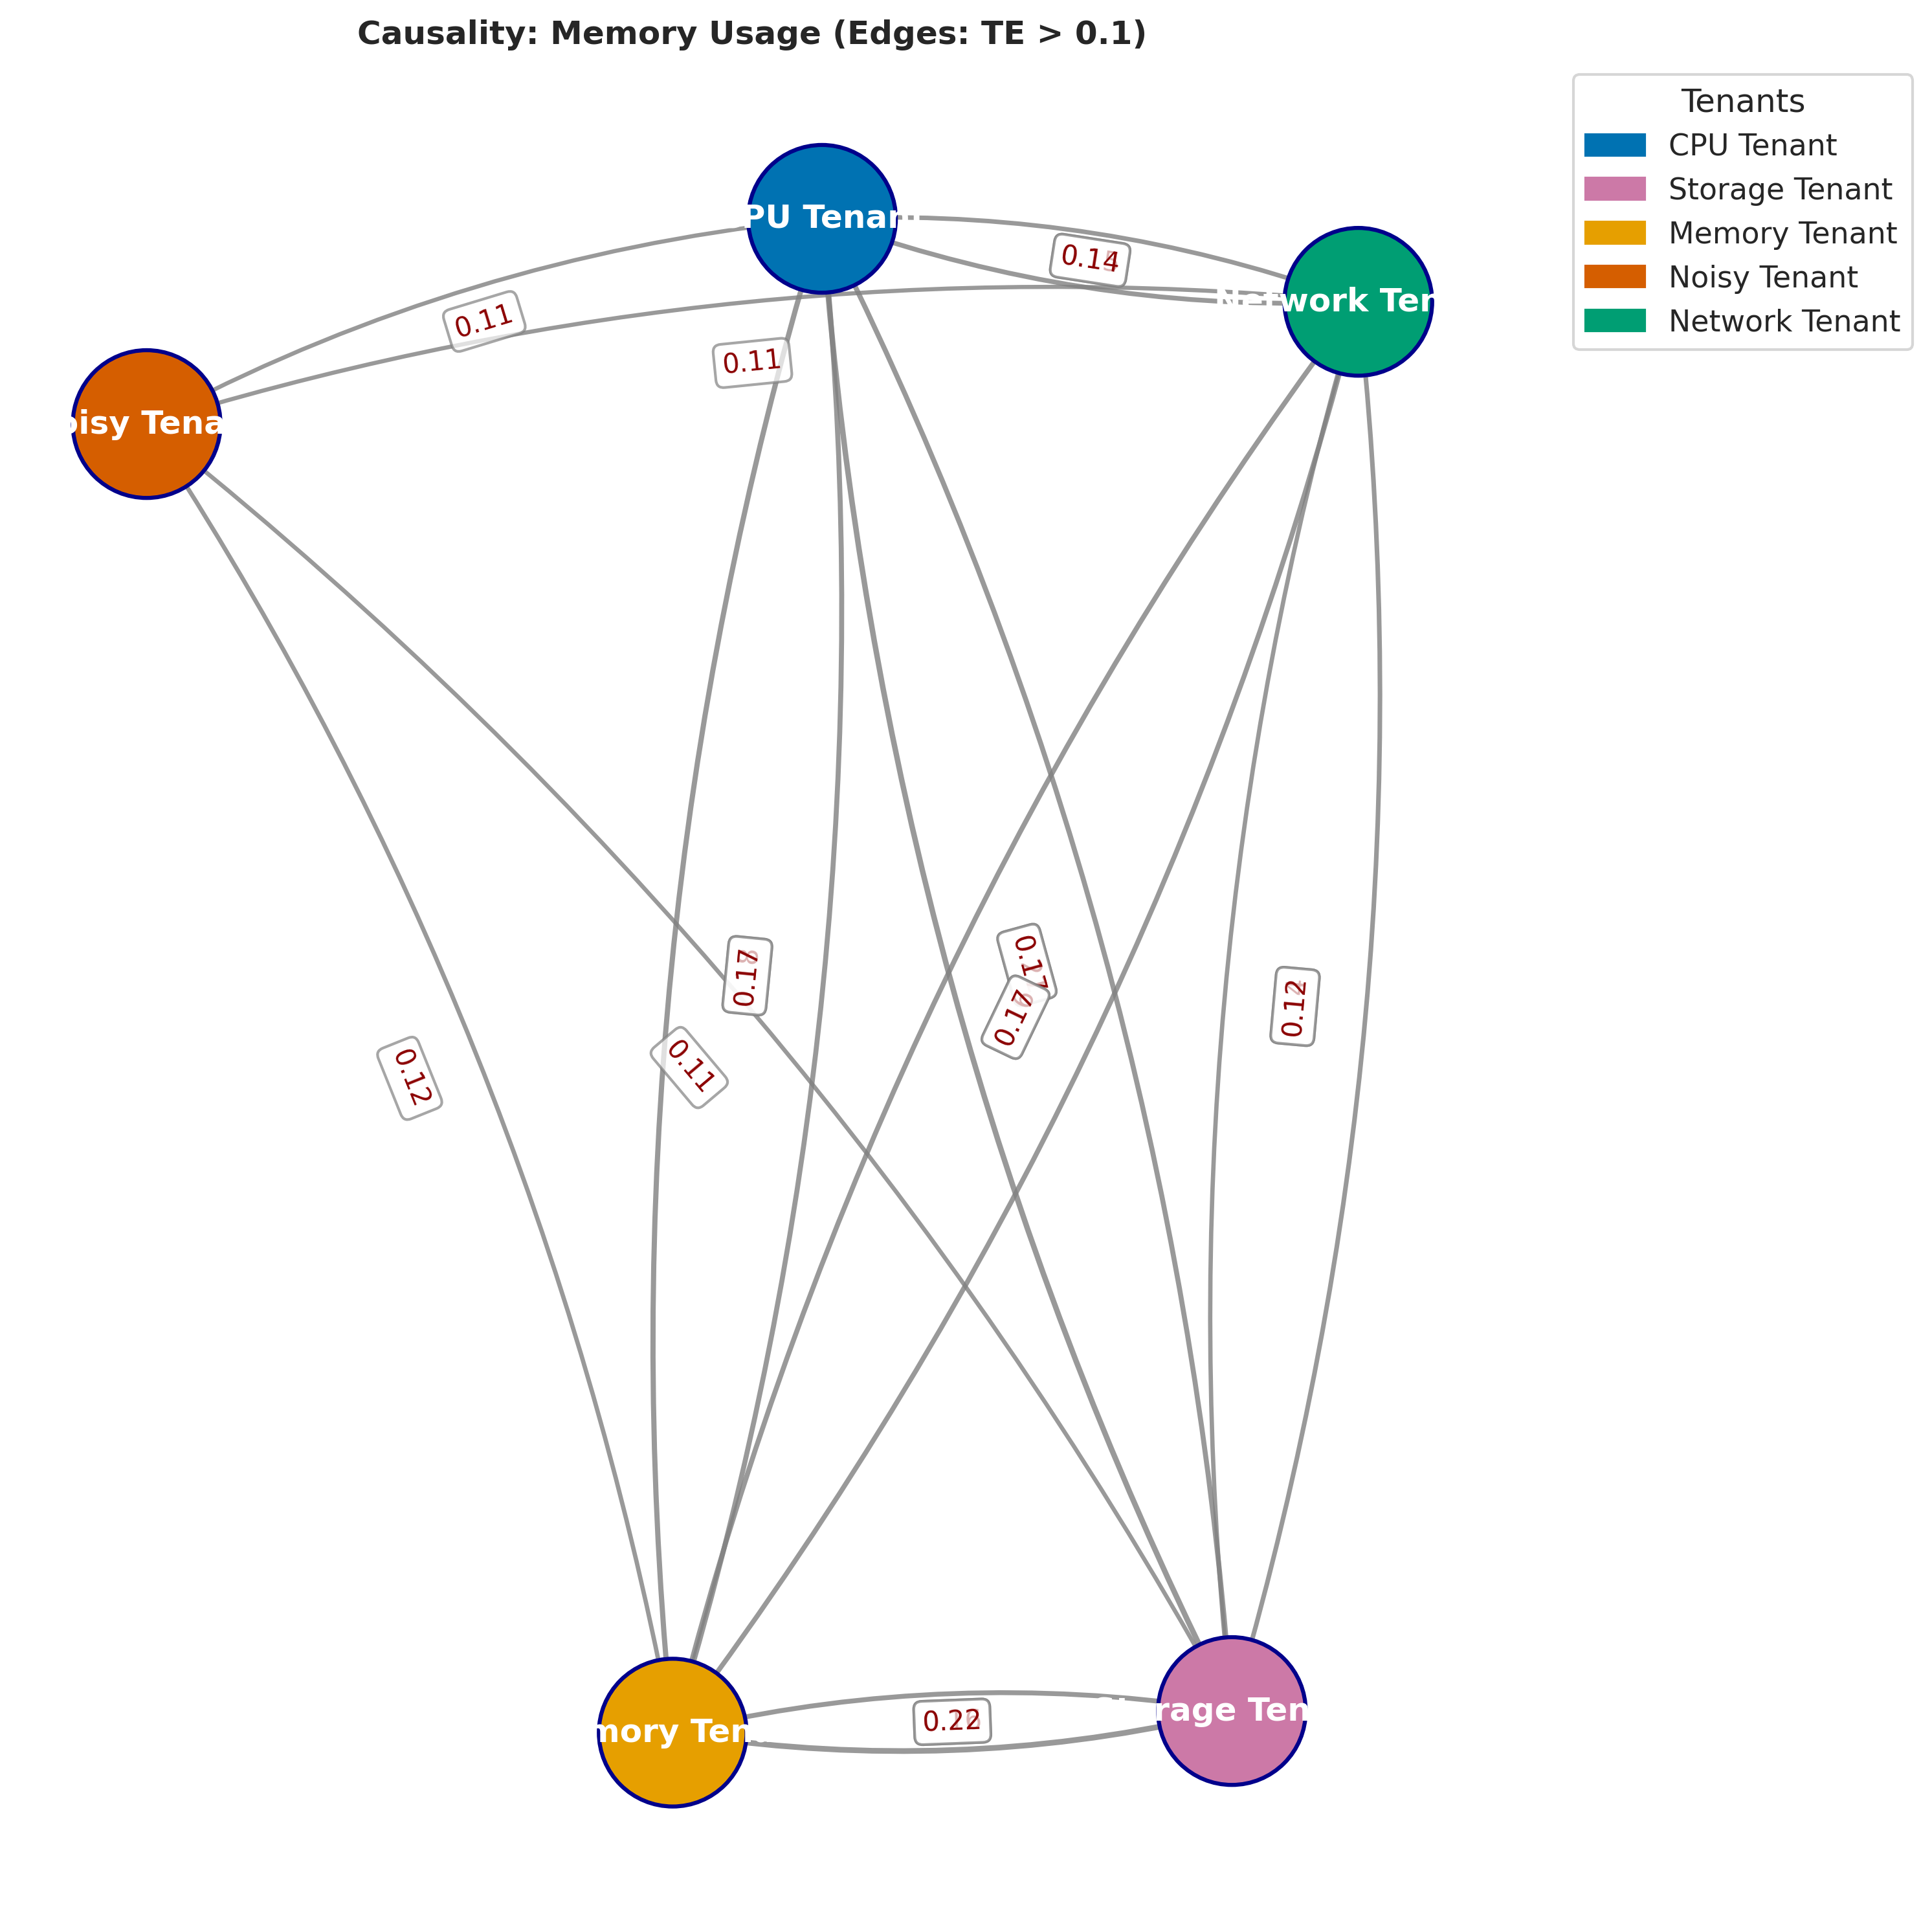 Causality: Memory Usage (Edges: TE > 0.1)
Tenants
CPU Tenant
Storage Tenant
Memory Tenant
Noisy Tenant
Network Tenant
PU Tenan
0.14
work Ten
0.11
0.11
oisy Tena
0.17
0.17
0.17
0.12
0.11
0.12
rage Ten
mory Ten
0.22